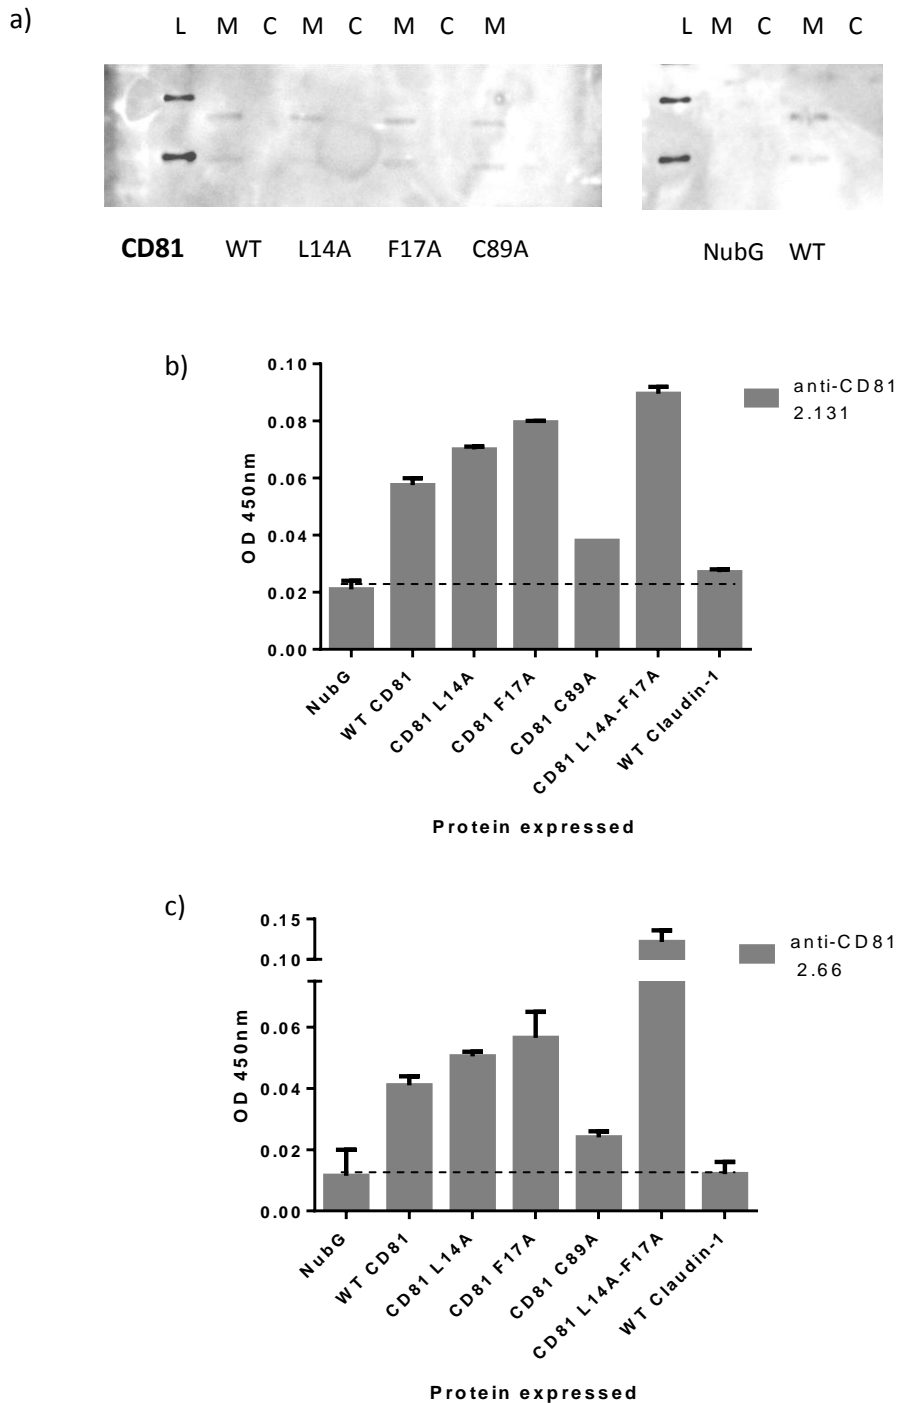 a)
L M C M C M C M
L M C M C
CD81 WT L14A F17A C89A
NubG WT
b)
0.10
0.08
0.06
0.04
0.02
0.00
OD 450nm
anti-CD81
2.131
NubG
WT CD81
CD81 L14A
CD81 F17A
CD81 C89A
CD81 L14A-F17A
WT Claudin-1
Protein expressed
c)
0.15
0.10
0.06
0.04
0.02
0.00
OD 450nm
anti-CD81
2.66
NubG
WT CD81
CD81 L14A
CD81 F17A
CD81 C89A
CD81 L14A-F17A
WT Claudin-1
Protein expressed